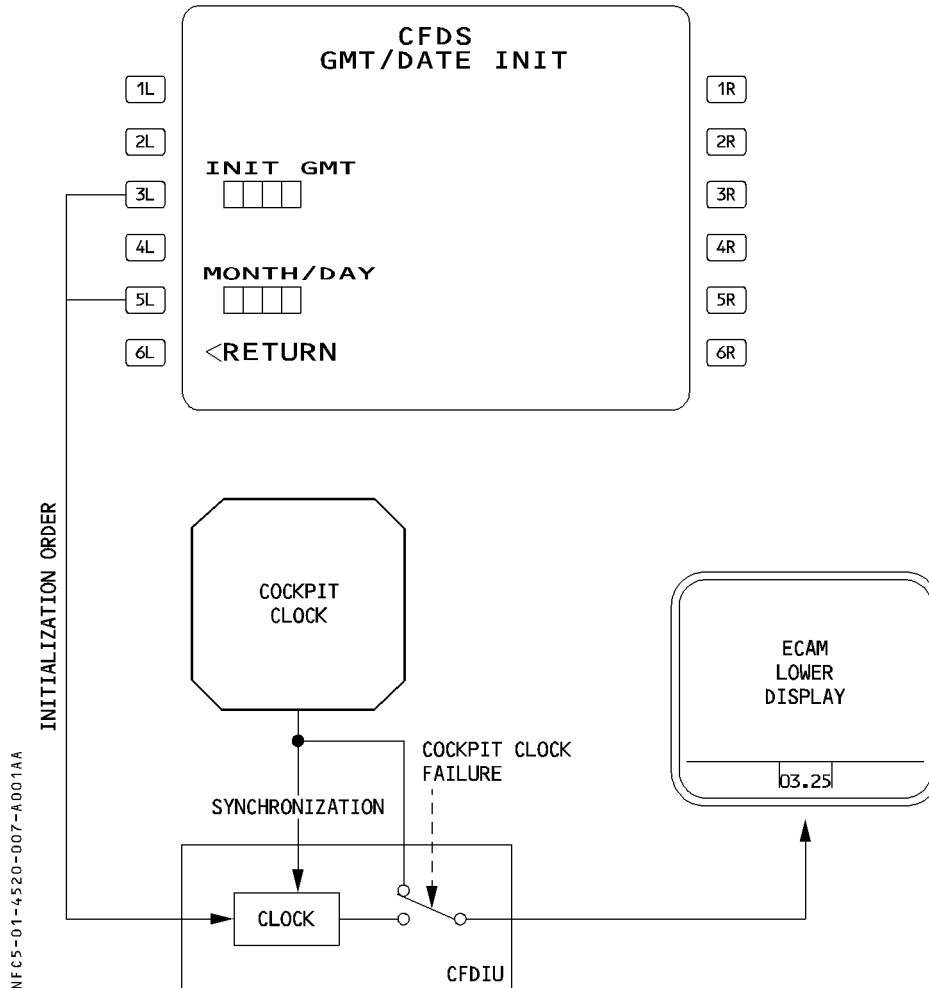 CFDS
GMT/DATE INIT
1L
1R
2L
2R
INIT GMT
3L
3R
4L
4R
MONTH/DAY
5L
5R
6L
<RETURN
6R
INITIALIZATION ORDER
COCKPIT
CLOCK
ECAM
LOWER
DISPLAY
03.25
COCKPIT CLOCK
FAILURE
SYNCHRONIZATION
CLOCK
CFDIU
NFC5-01-4520-007-A001AA